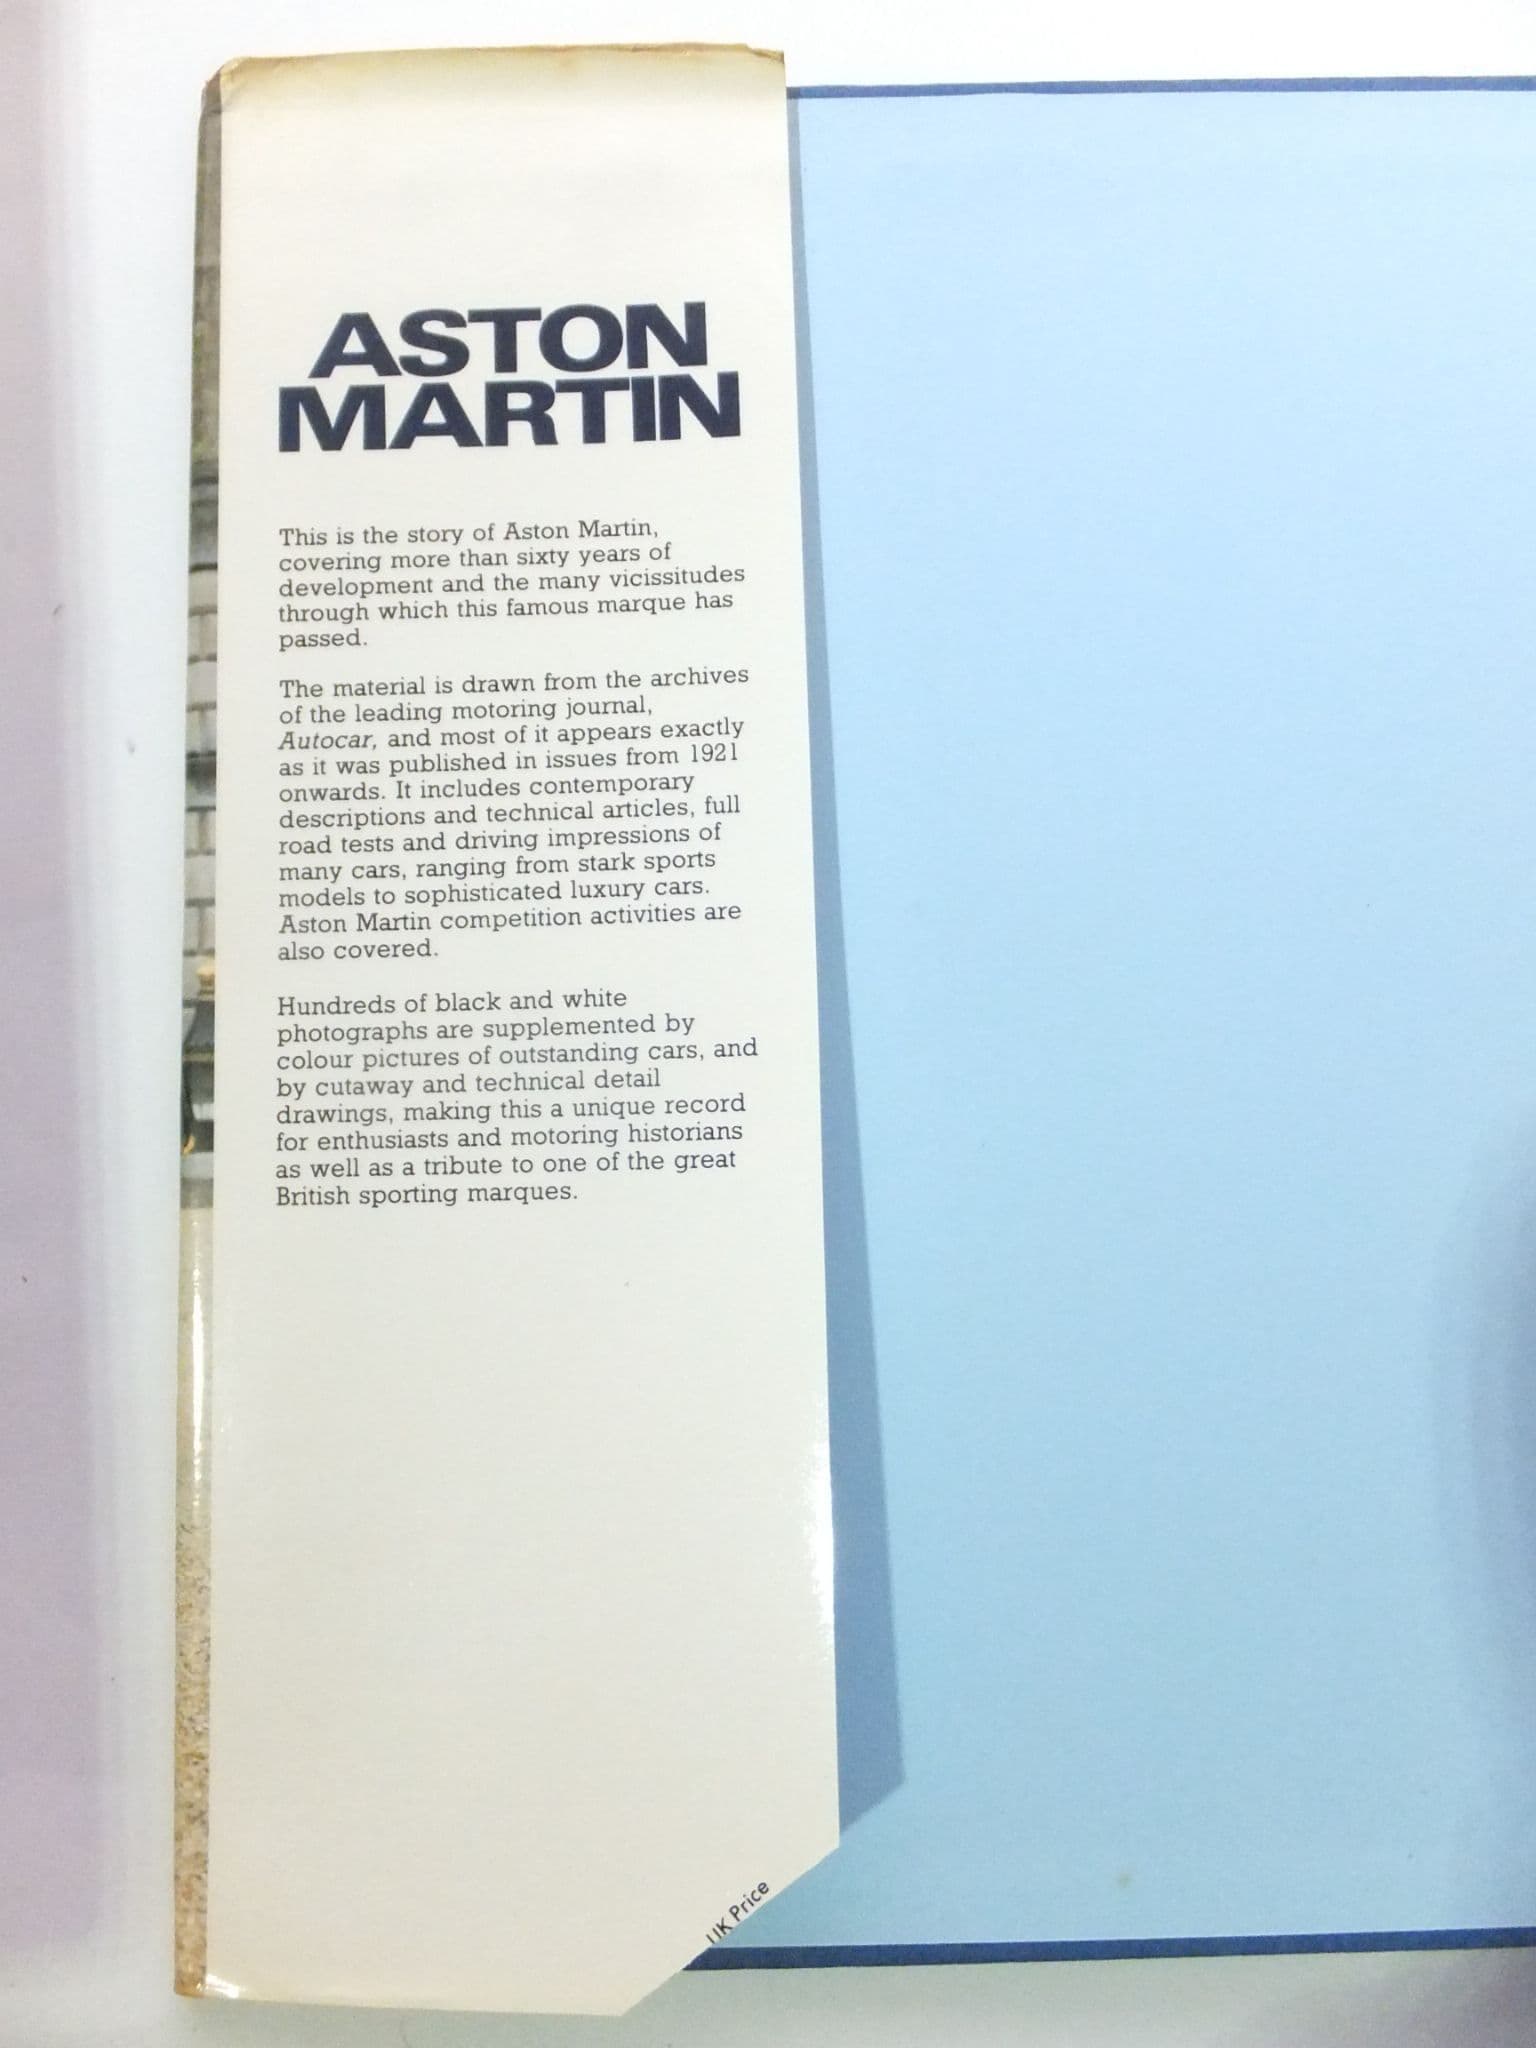 ASTON
MARTIN
This is the story of Aston Martin,
covering more than sixty years of
development and the many vicissitudes
through which this famous marque has
passed.
The material is drawn from the archives
of the leading motoring journal,
Autocar, and most of it appears exactly
as it was published in issues from 1921
onwards. It includes contemporary
descriptions and technical articles, full
road tests and driving impressions of
many cars, ranging from stark sports
models to sophisticated luxury cars.
Aston Martin competition activities are
also covered.
Hundreds of black and white
photographs are supplemented by
colour pictures of outstanding cars, and
by cutaway and technical detail
drawings, making this a unique record
for enthusiasts and motoring historians
as well as a tribute to one of the great
British sporting marques.
UK Price